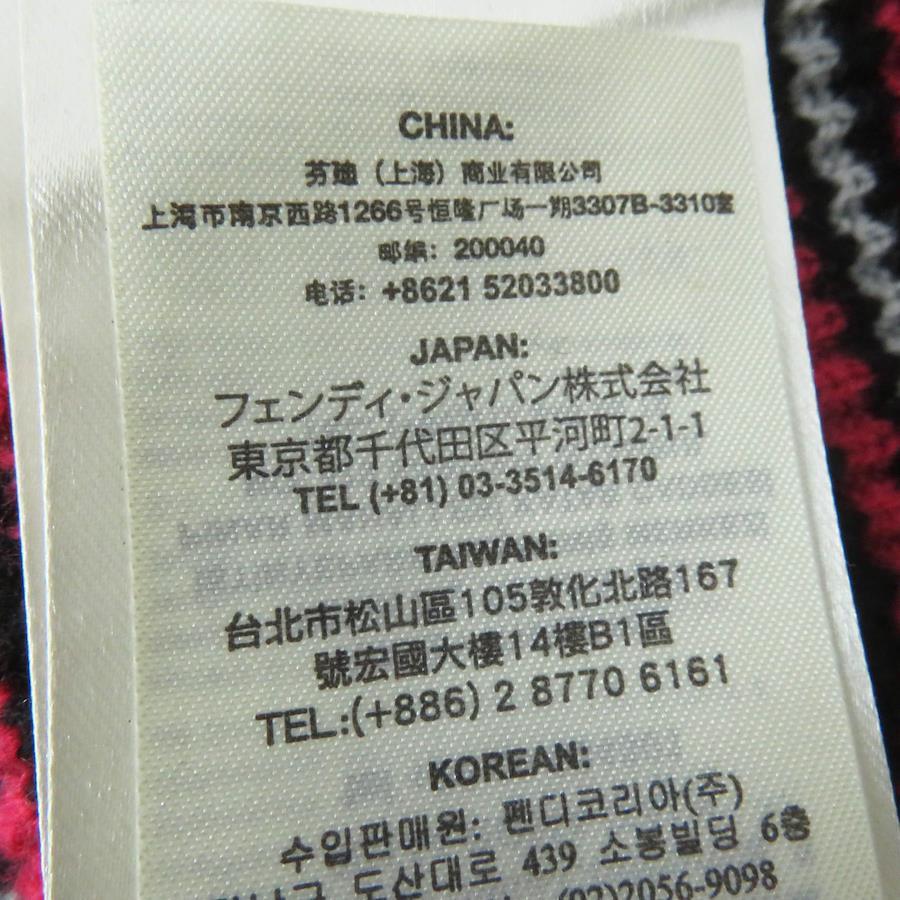 CHINA:
芬迪（上海）商业有限公司
上海市南京西路1266号恒隆广场一期3307B-3310室
邮编：200040
电话：+8621 52033800
JAPAN:
フェンディ・ジャパン株式会社
東京都千代田区平河町2-1-1
TEL (+81) 03-3514-6170
TAIWAN:
台北市松山區105敦化北路167
號宏國大樓14樓B1區
TEL:(+886) 2 8770 6161
KOREAN:
수입판매원: 펜디코리아(주)
도산대로 439 소봉빌딩 6층
(02)2056-9098